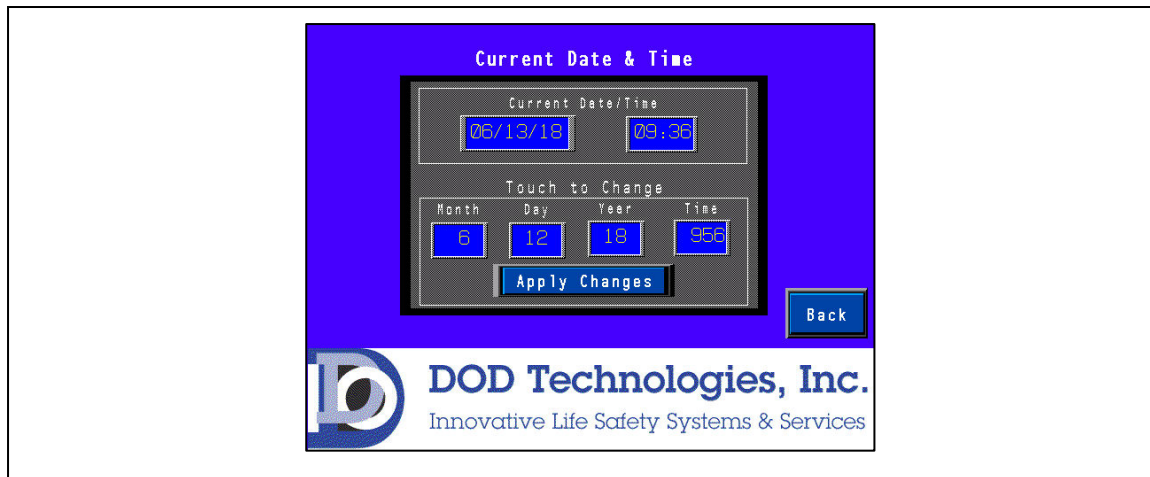 Current Date & Time
Current Date/Time
06/13/18 09:36
Touch to Change
Month Day Year Time
6 12 18 956
Apply Changes
Back
DOD Technologies, Inc.
Innovative Life Safety Systems & Services